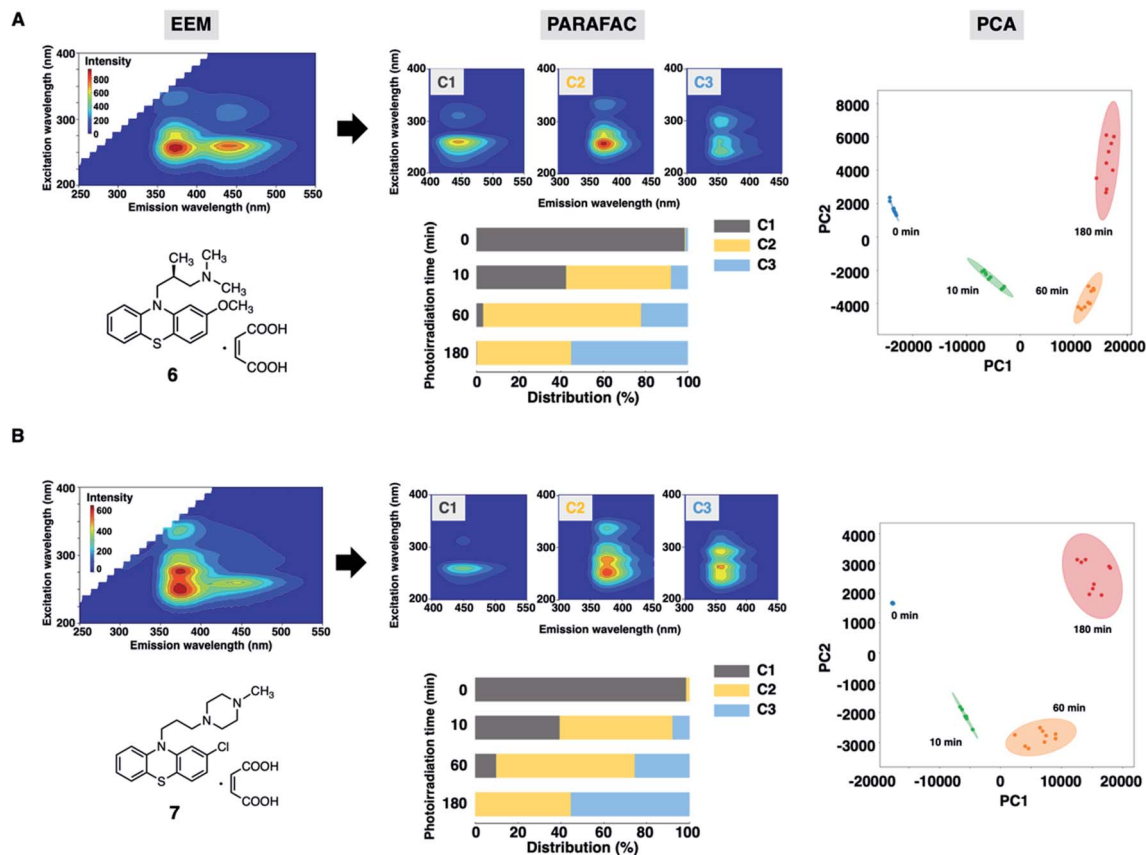 A
EEM
PARAFAC
PCA
Excitation wavelength (nm)
400
300
200
Intensity
800
600
400
200
0
250 300 350 400 450 500 550
Emission wavelength (nm)
Excitation wavelength (nm)
400
300
200
C1
C2
C3
400 450 500 550
300 350 400 450
300 350 400 450
Emission wavelength (nm)
CH3
CH3
N
CH3
N
OCH3
S
COOH
COOH
6
Photoirradiation time (min)
0
10
60
180
0 20 40 60 80 100
Distribution (%)
C1
C2
C3
PC2
8000
6000
4000
2000
0
-2000
-4000
0 min
10 min
60 min
180 min
-20000 -10000 0 10000 20000
PC1
B
Excitation wavelength (nm)
400
300
200
Intensity
600
400
200
0
250 300 350 400 450 500 550
Emission wavelength (nm)
Excitation wavelength (nm)
400
300
200
C1
C2
C3
400 450 500 550
300 350 400 450
300 350 400 450
Emission wavelength (nm)
CH3
N
N
N
Cl
S
COOH
COOH
7
Photoirradiation time (min)
0
10
60
180
0 20 40 60 80 100
Distribution (%)
C1
C2
C3
PC2
4000
3000
2000
1000
0
-1000
-2000
-3000
0 min
10 min
60 min
180 min
-20000 -10000 0 10000 20000
PC1